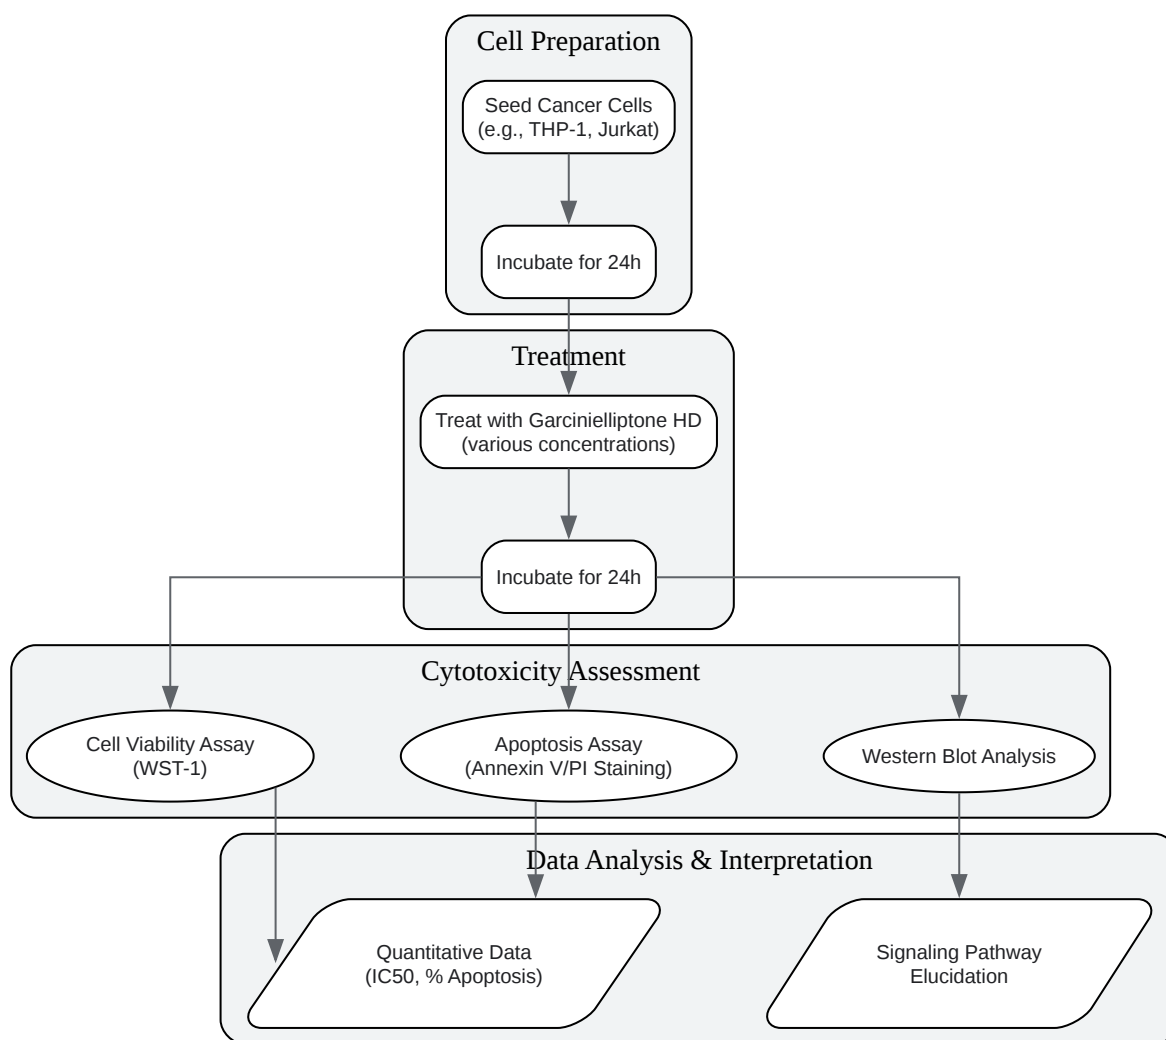 Cell Preparation
Seed Cancer Cells
(e.g., THP-1, Jurkat)
Incubate for 24h
Treatment
Treat with Garcinielliptone HD
(various concentrations)
Incubate for 24h
Cytotoxicity Assessment
Cell Viability Assay
(WST-1)
Apoptosis Assay
(Annexin V/PI Staining)
Western Blot Analysis
Data Analysis & Interpretation
Quantitative Data
(IC50, % Apoptosis)
Signaling Pathway
Elucidation